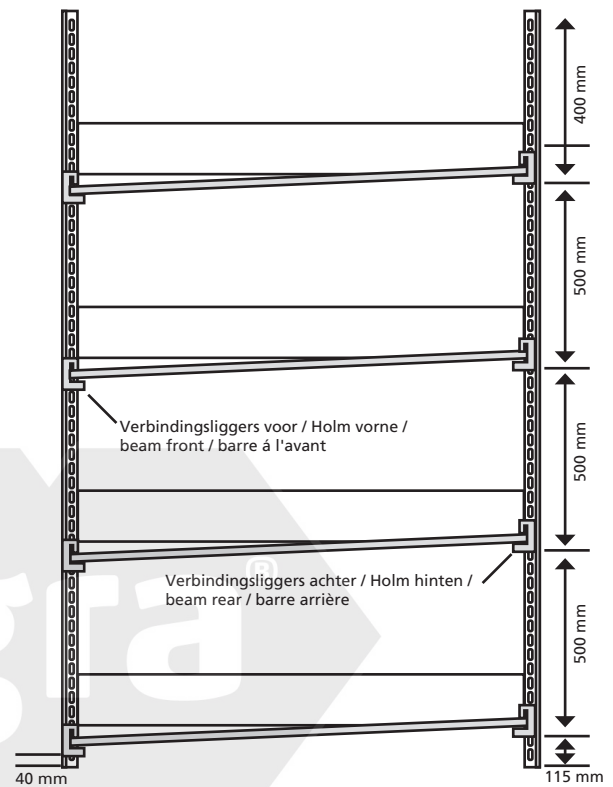 400 mm
500 mm
500 mm
Verbindingsliggers voor / Holm vorne /
beam front / barre á l'avant
Verbindingsliggers achter / Holm hinten /
beam rear / barre arrière
500 mm
gra®
40 mm
115 mm